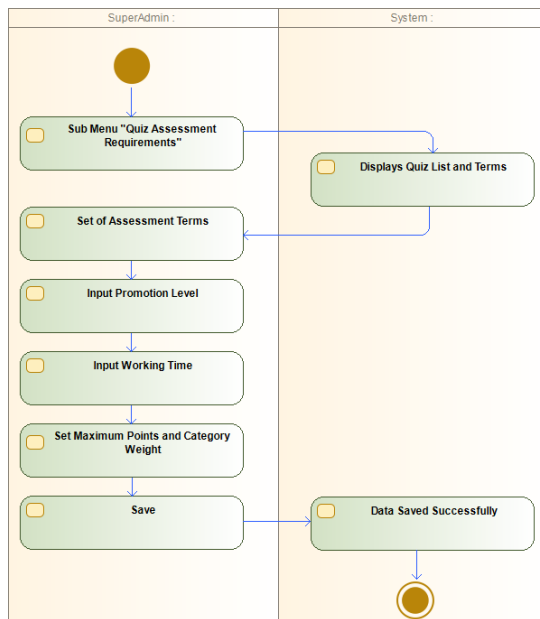 SuperAdmin :
System :
Sub Menu "Quiz Assessment
Requirements"
Displays Quiz List and Terms
Set of Assessment Terms
Input Promotion Level
Input Working Time
Set Maximum Points and Category
Weight
Save
Data Saved Successfully